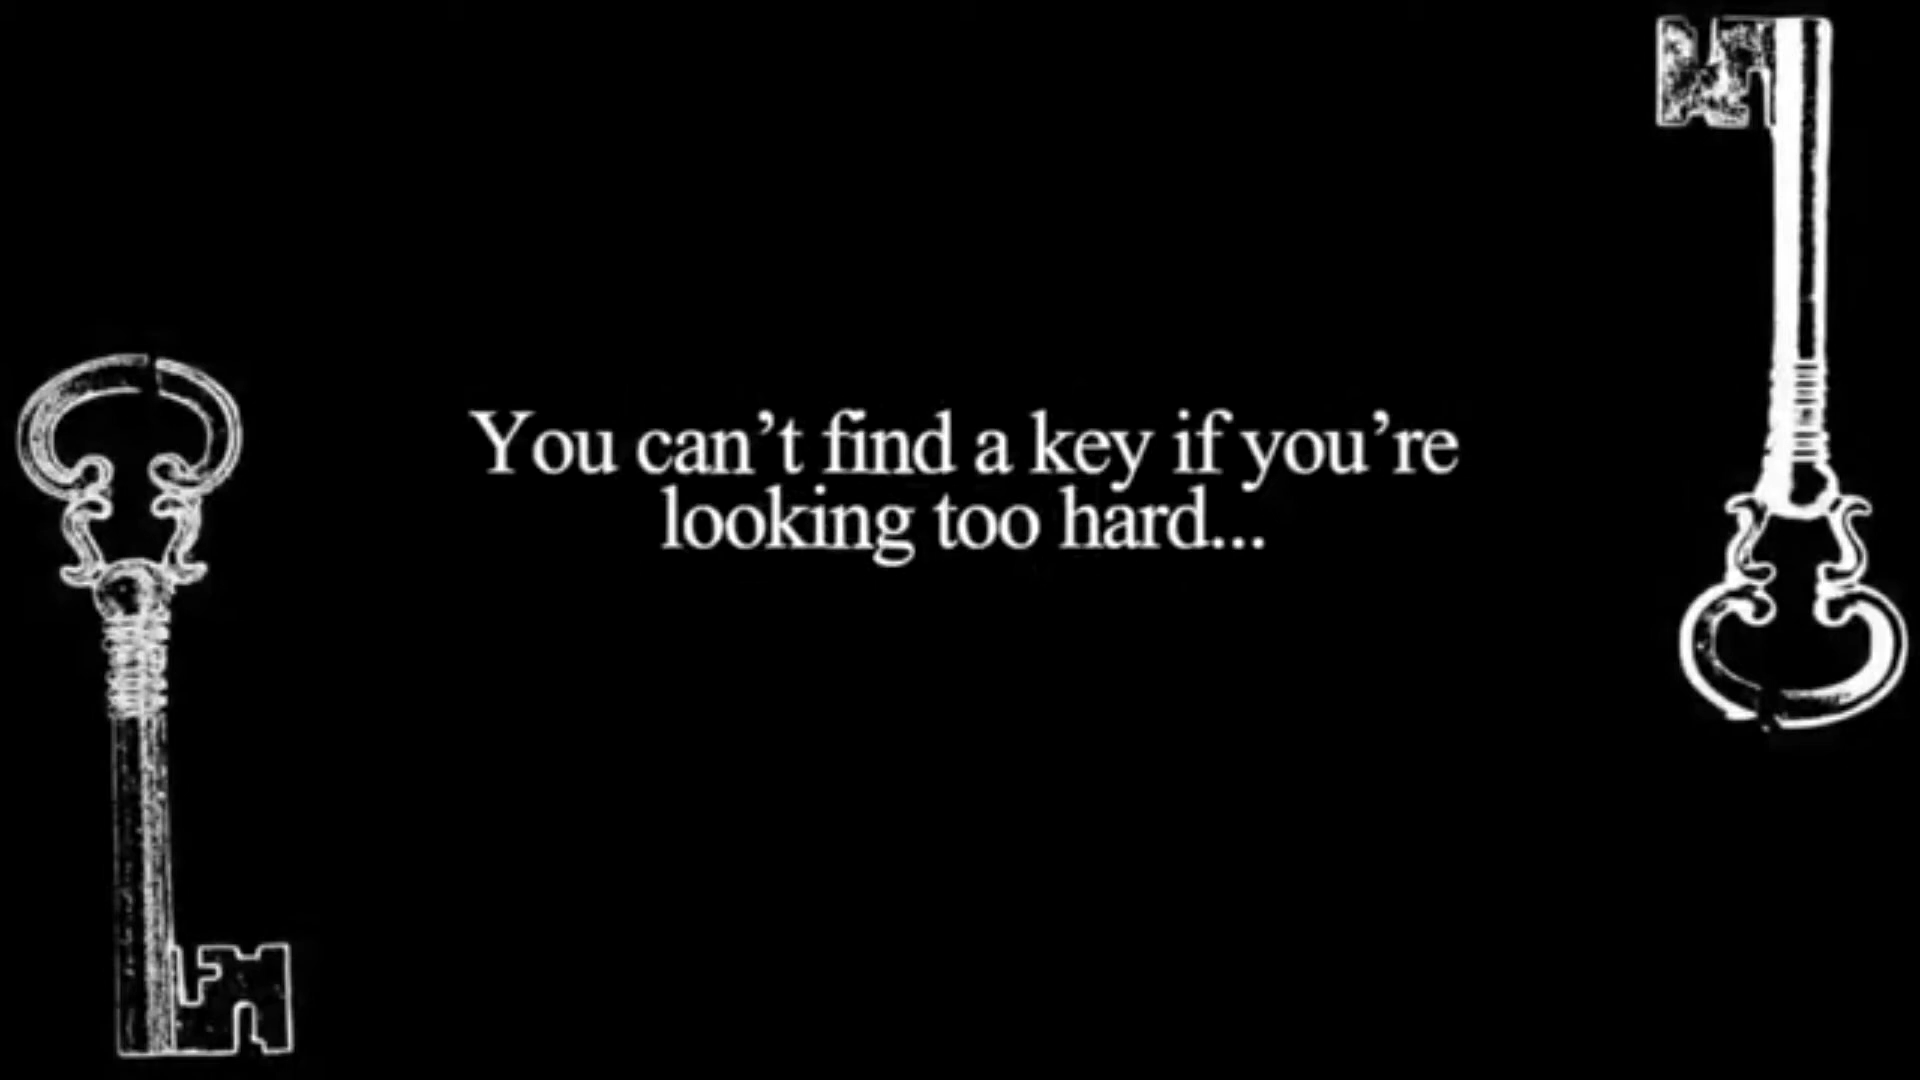 You can’t find a key if you’re
looking too hard...